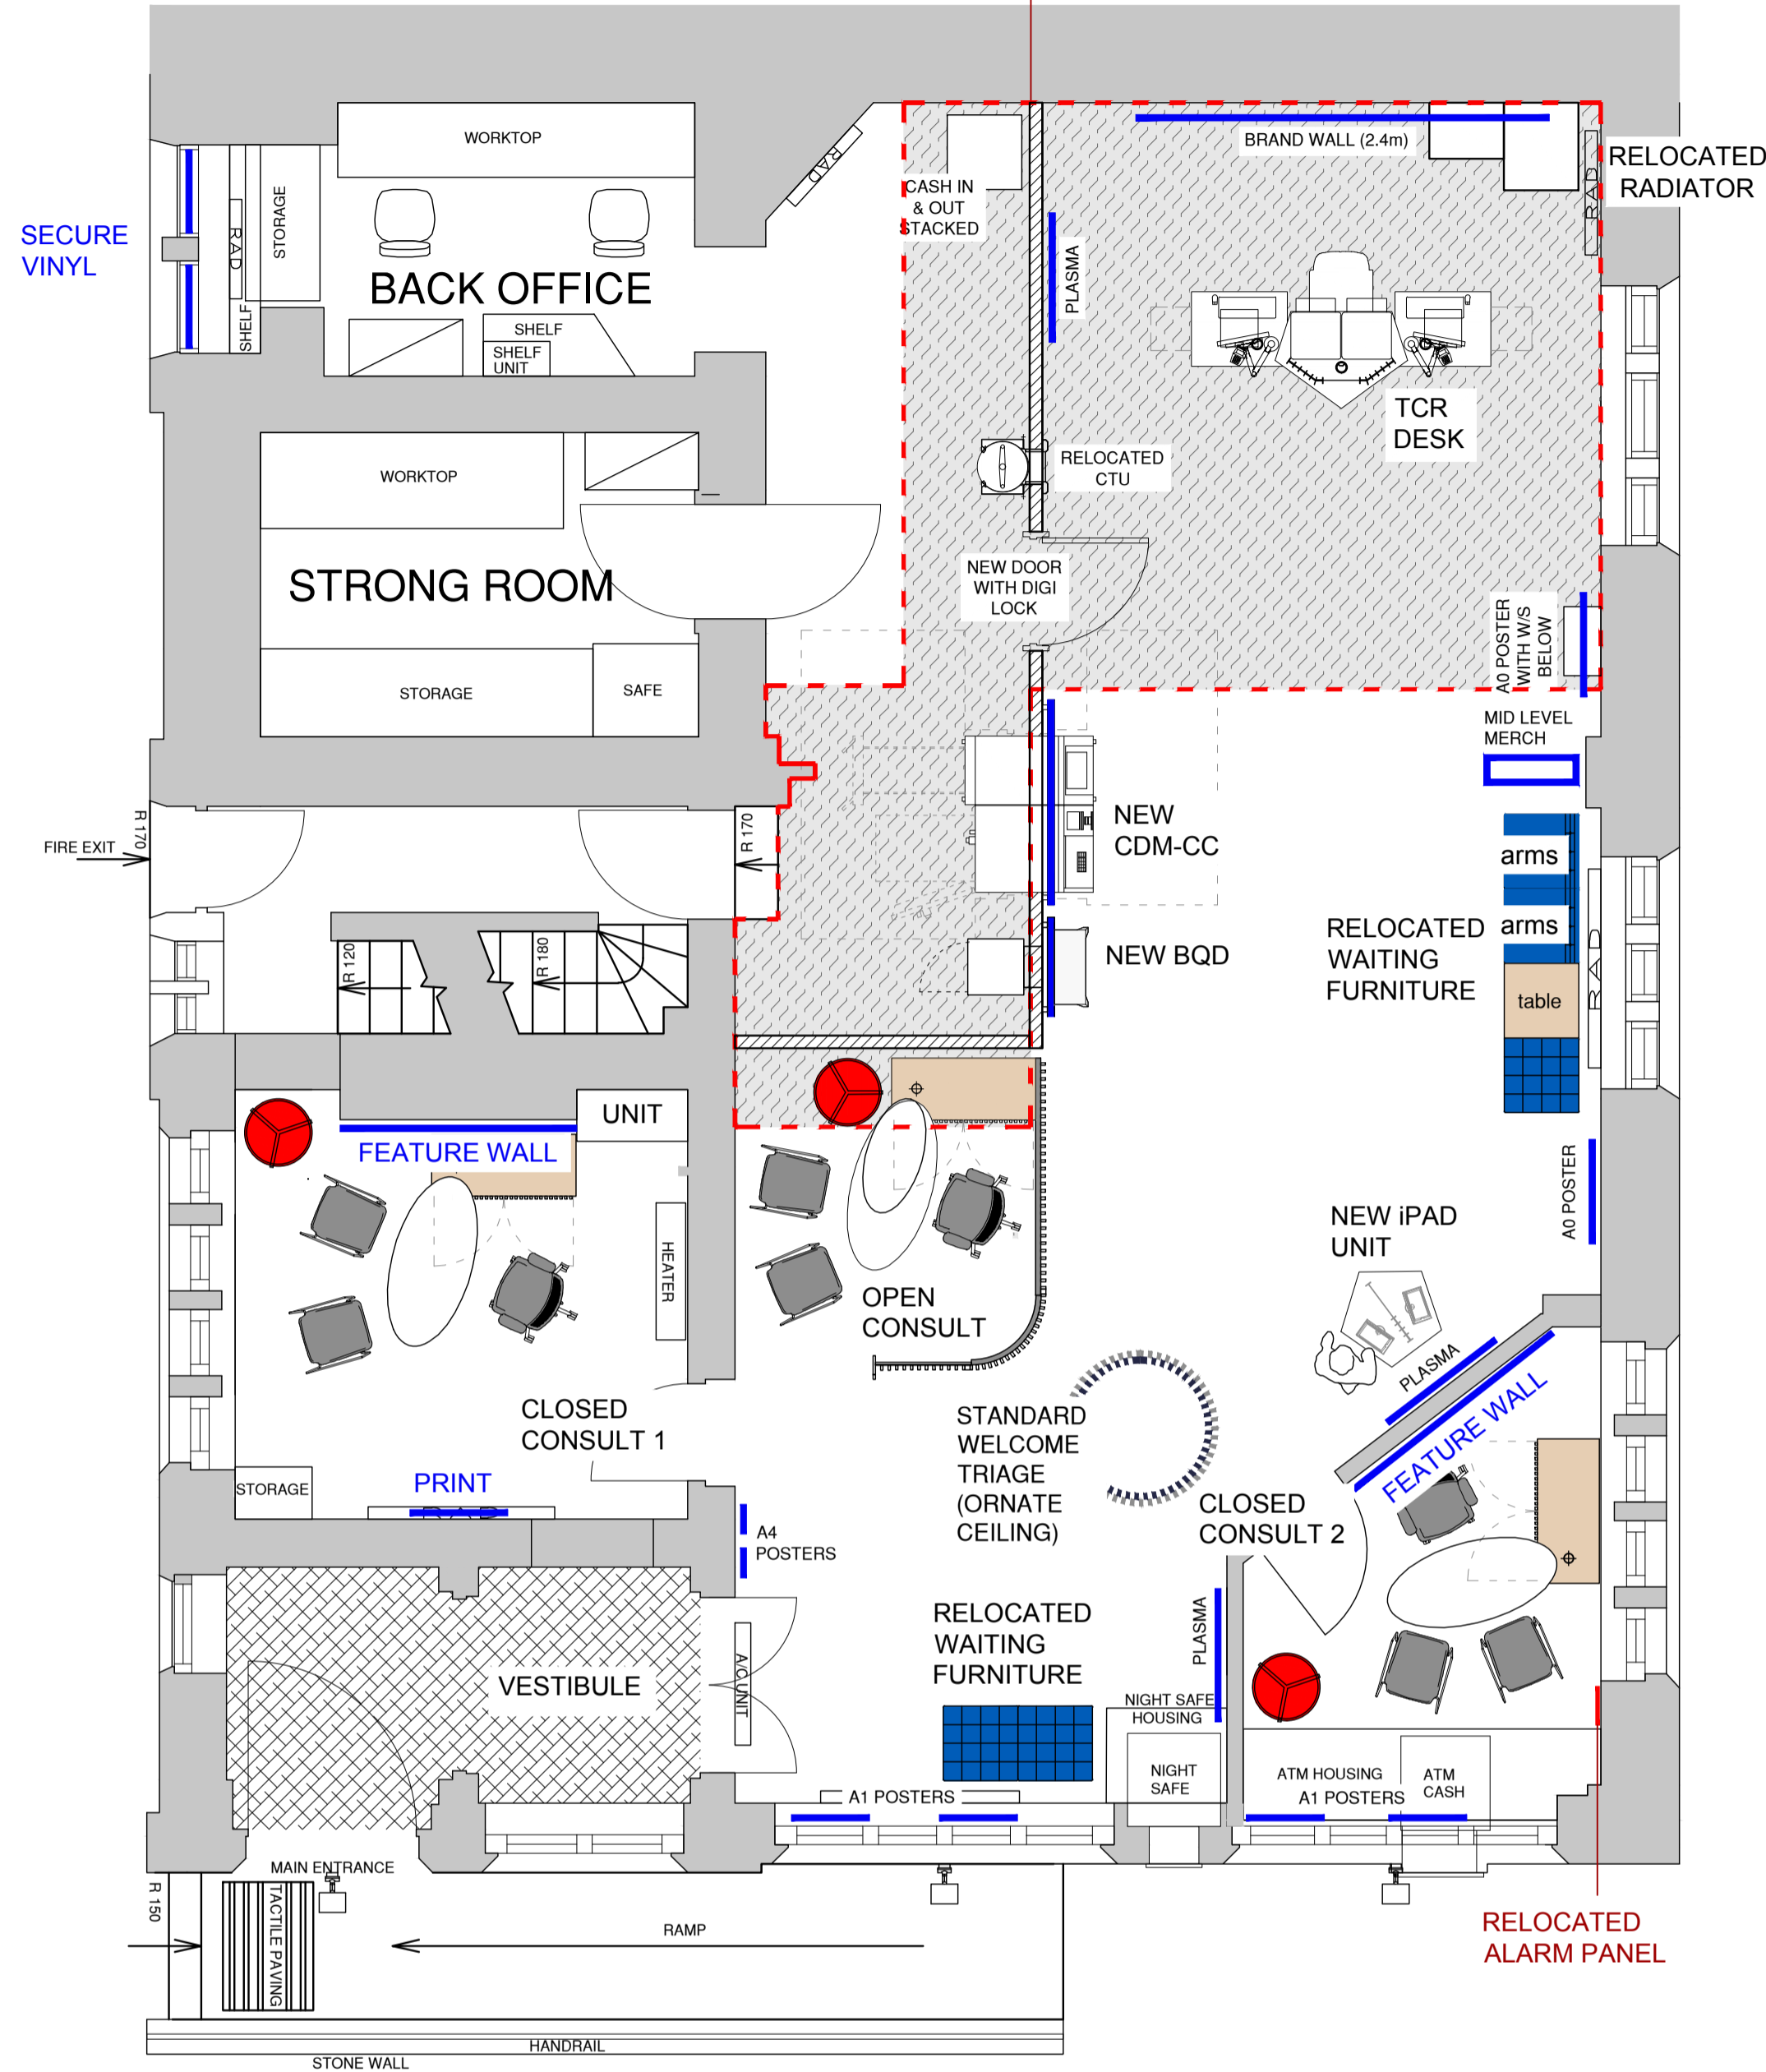 WORKTOP
BRAND WALL (2.4m)
RELOCATED
RADIATOR
RAD
RAD
CASH IN
& OUT
STACKED
SECURE
VINYL
STORAGE
RAD
SHELF
BACK OFFICE
PLASMA
SHELF
SHELF
UNIT
TCR
DESK
WORKTOP
RELOCATED
CTU
STRONG ROOM
NEW DOOR
WITH DIGI
LOCK
A0 POSTER
WITH W/S
BELOW
STORAGE
SAFE
MID LEVEL
MERCH
R 170
R 170
FIRE EXIT
NEW
CDM-CC
arms
arms
RELOCATED
WAITING
FURNITURE
RAD
R 120
R 180
NEW BQD
table
UNIT
FEATURE WALL
A0 POSTER
HEATER
NEW iPAD
UNIT
OPEN
CONSULT
PLASMA
FEATURE WALL
CLOSED
CONSULT 1
STANDARD
WELCOME
TRIAGE
(ORNATE
CEILING)
STORAGE
PRINT
RAD
A4
POSTERS
CLOSED
CONSULT 2
RELOCATED
WAITING
FURNITURE
PLASMA
VESTIBULE
A/C UNIT
NIGHT SAFE
HOUSING
NIGHT
SAFE
ATM HOUSING
ATM
CASH
A1 POSTERS
A1 POSTERS
MAIN ENTRANCE
R 150
TACTILE PAVING
RAMP
RELOCATED
ALARM PANEL
HANDRAIL
STONE WALL